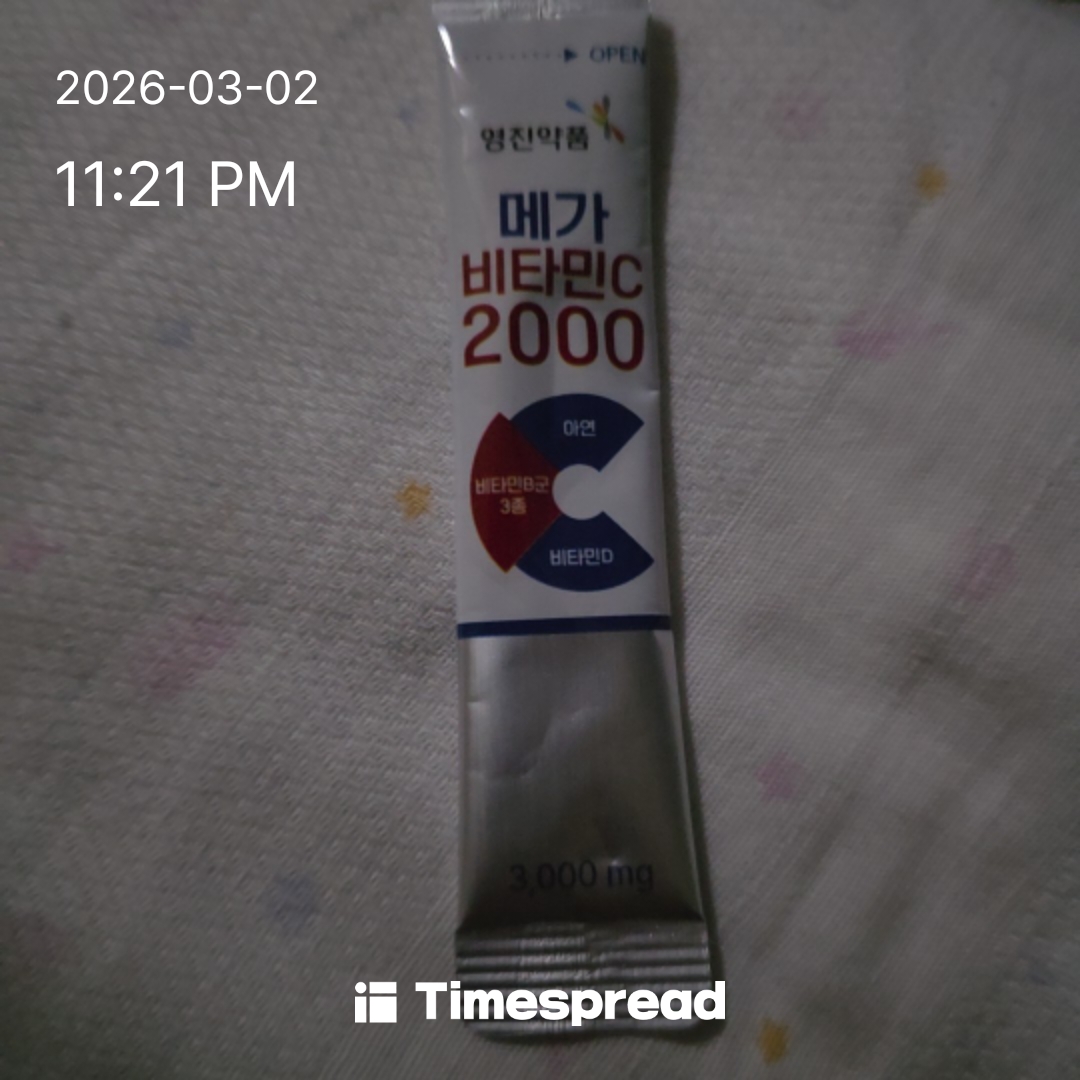 2026-03-02
11:21 PM
OPEN
영진약품
메가
비타민C
2000
아연
비타민B군
3종
비타민D
3,000 mg
Timespread